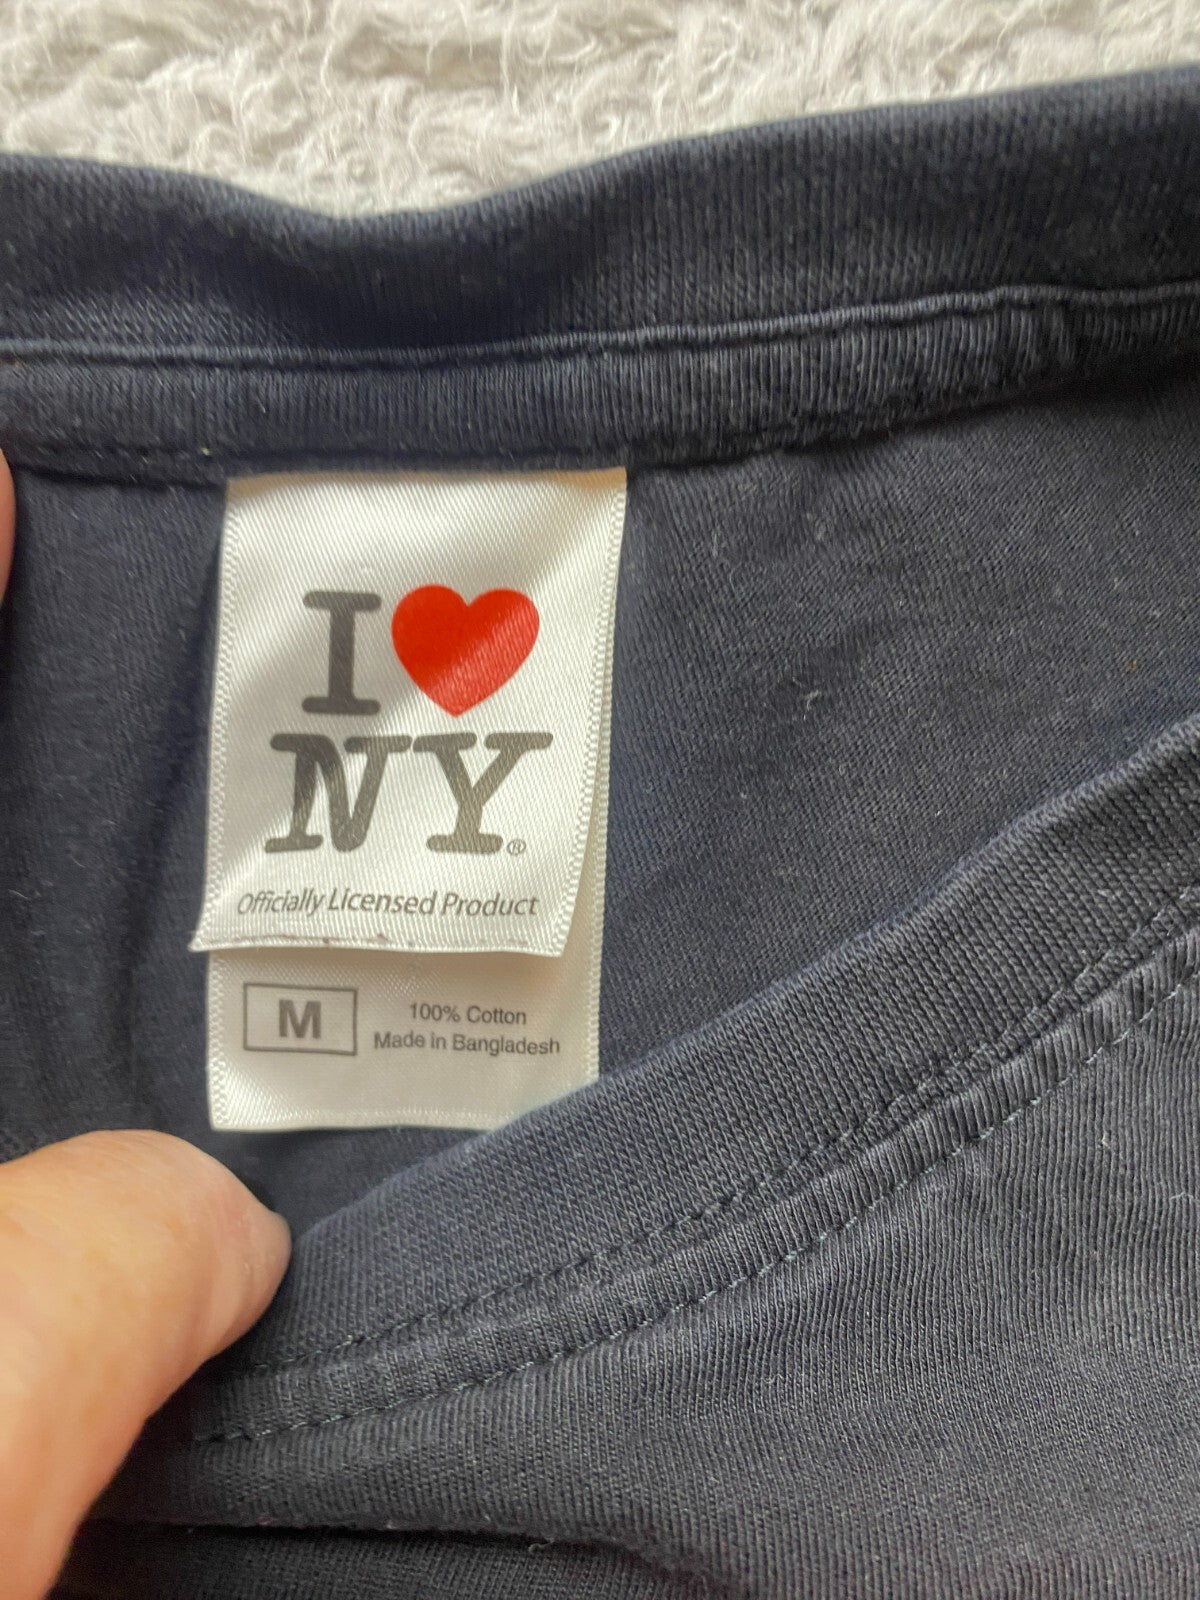 I ❤
NY®
Officially Licensed Product
M
100% Cotton
Made in Bangladesh